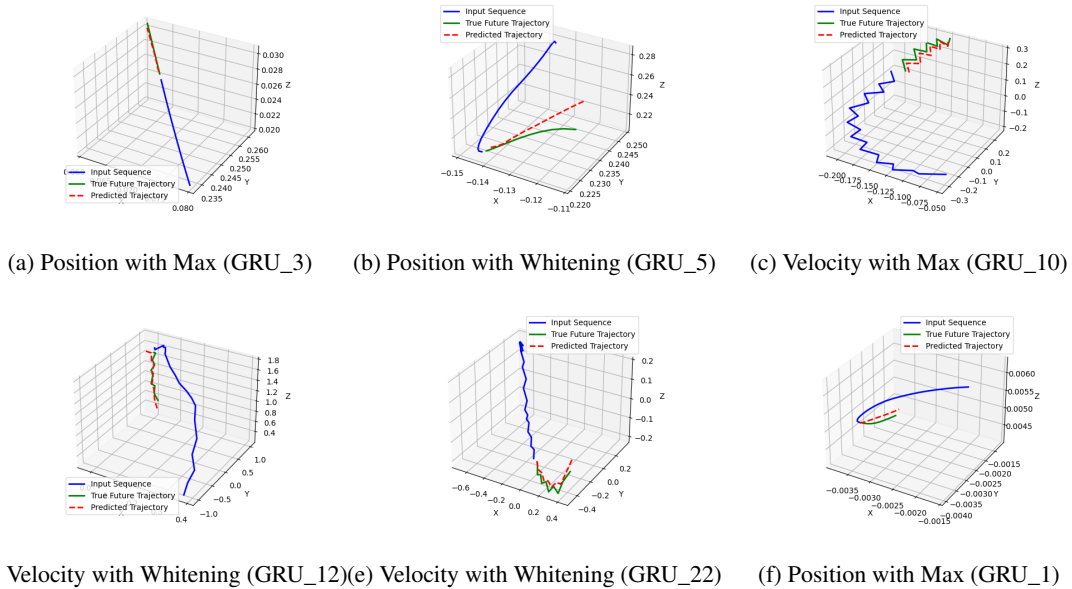 Input Sequence
True Future Trajectory
Predicted Trajectory
0.030
0.028
0.026
0.024
0.022
0.020
Z
0.260
0.255
0.250
0.245
0.240
0.235
Y
0.080
Input Sequence
True Future Trajectory
Predicted Trajectory
0.28
0.26
0.24
0.22
Z
0.250
0.245
0.240
0.235
0.230
0.225
0.220
Y
−0.15
−0.14
−0.13
−0.12
−0.11
X
Input Sequence
True Future Trajectory
Predicted Trajectory
0.3
0.2
0.1
0.0
−0.1
−0.2
Z
0.2
0.1
0.0
−0.1
−0.2
−0.3
Y
−0.200
−0.175
−0.150
−0.125
−0.100
−0.075
−0.050
X
(a) Position with Max (GRU_3)
(b) Position with Whitening (GRU_5)
(c) Velocity with Max (GRU_10)
Input Sequence
True Future Trajectory
Predicted Trajectory
1.8
1.6
1.4
1.2
1.0
0.8
0.6
0.4
Z
1.0
0.5
0.0
−0.5
−1.0
Y
0.4
Input Sequence
True Future Trajectory
Predicted Trajectory
0.2
0.1
0.0
−0.1
−0.2
Z
0.2
0.0
−0.2
−0.4
Y
−0.6
−0.4
−0.2
0.0
0.2
0.4
X
Input Sequence
True Future Trajectory
Predicted Trajectory
0.0060
0.0055
0.0050
0.0045
Z
−0.0015
−0.0020
−0.0025
−0.0030
−0.0035
−0.0040
Y
−0.0035
−0.0030
−0.0025
−0.0020
−0.0015
X
Velocity with Whitening (GRU_12)
(e) Velocity with Whitening (GRU_22)
(f) Position with Max (GRU_1)